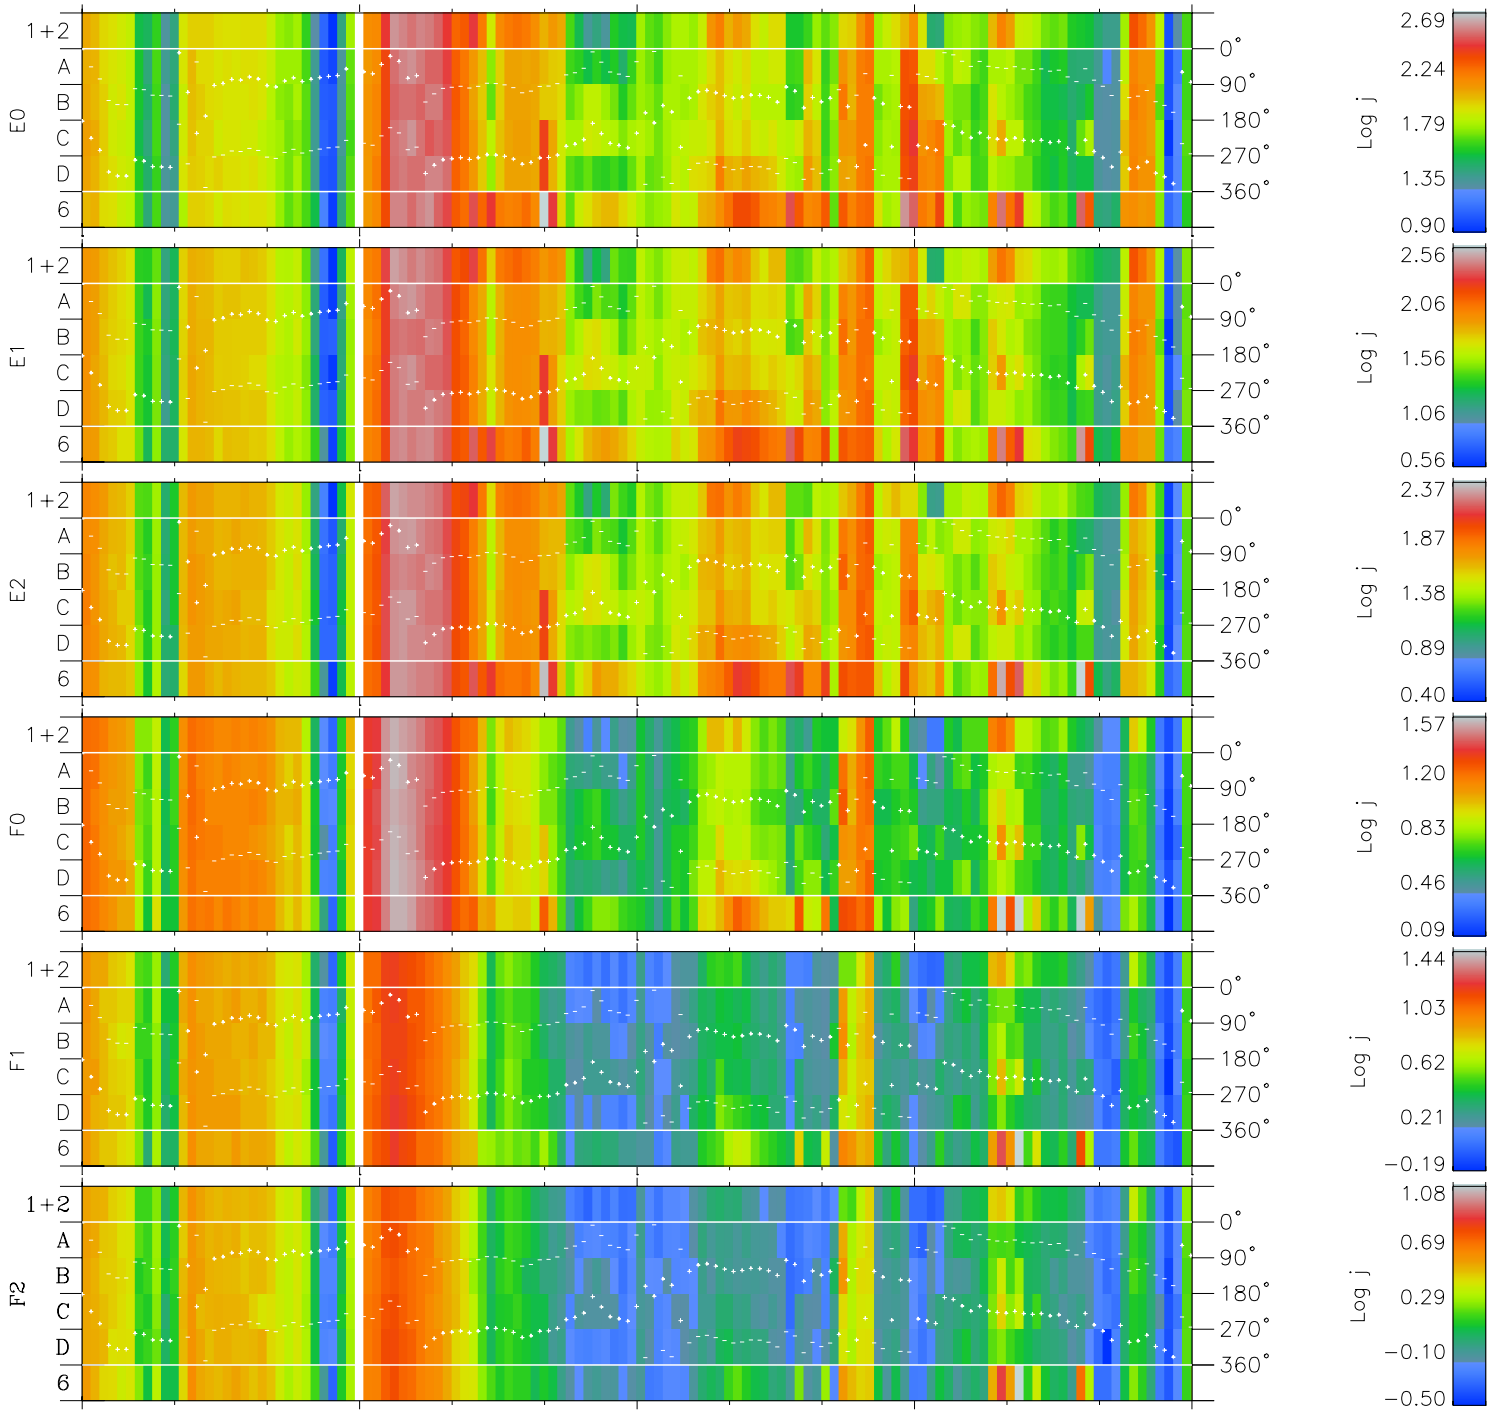 E0
1+2
A
B
C
D
6
0°
90°
180°
270°
360°
Log j
2.69
2.24
1.79
1.35
0.90
E1
1+2
A
B
C
D
6
0°
90°
180°
270°
360°
Log j
2.56
2.06
1.56
1.06
0.56
E2
1+2
A
B
C
D
6
0°
90°
180°
270°
360°
Log j
2.37
1.87
1.38
0.89
0.40
F0
1+2
A
B
C
D
6
0°
90°
180°
270°
360°
Log j
1.57
1.20
0.83
0.46
0.09
F1
1+2
A
B
C
D
6
0°
90°
180°
270°
360°
Log j
1.44
1.03
0.62
0.21
−0.19
F2
1+2
A
B
C
D
6
0°
90°
180°
270°
360°
Log j
1.08
0.69
0.29
−0.10
−0.50